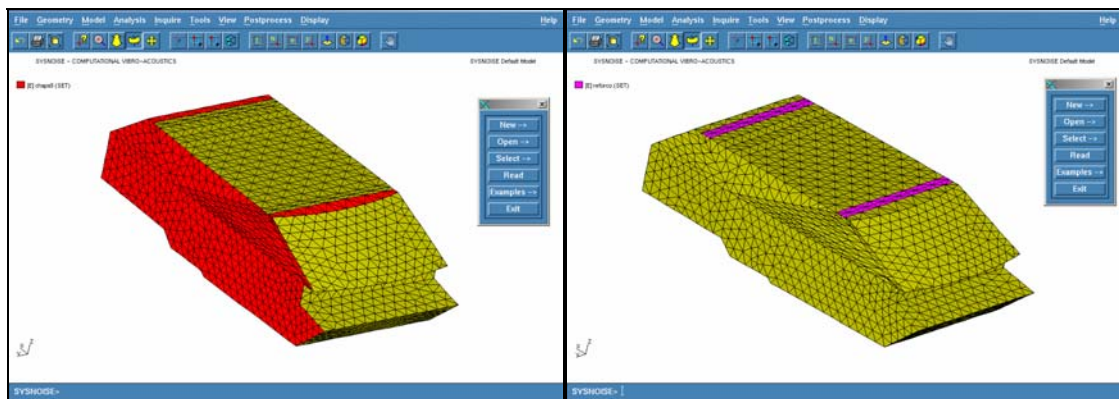 File Geometry Model Analysis Inquire Tools View Postprocess Display Help
SYSNOISE - COMPUTATIONAL VIBRO-ACOUSTICS SYSNOISE Default Model
[E] chapa8 (SET)
New -->
Open -->
Select -->
Read
Examples -->
Exit
SYSNOISE>
File Geometry Model Analysis Inquire Tools View Postprocess Display Help
SYSNOISE - COMPUTATIONAL VIBRO-ACOUSTICS SYSNOISE Default Model
[E] reforco (SET)
New -->
Open -->
Select -->
Read
Examples -->
Exit
SYSNOISE>